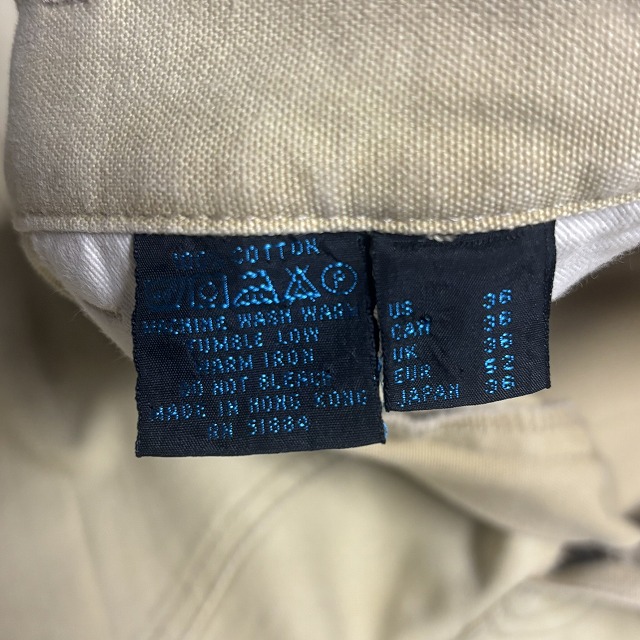 COTTON
MACHINE WASH WARM
TUMBLE LOW
WARM IRON
DO NOT BLEACH
MADE IN HONG KONG
RN 51884
US 36
CAN 36
UK 36
EUR 52
JAPAN 36